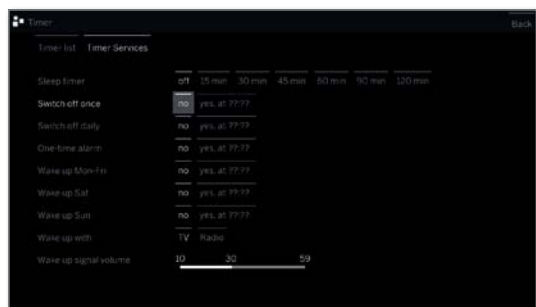 Timer Back
Timer list Timer Services
Sleep timer off 15 min 30 min 45 min 60 min 90 min 120 min
Switch off once no yes, at ??:??
Switch off daily no yes, at ??:??
One-time alarm no yes, at ??:??
Wake up Mon-Fri no yes, at ??:??
Wake up Sat no yes, at ??:??
Wake up Sun no yes, at ??:??
Wake up with TV Radio
Wake up signal volume 10 30 59